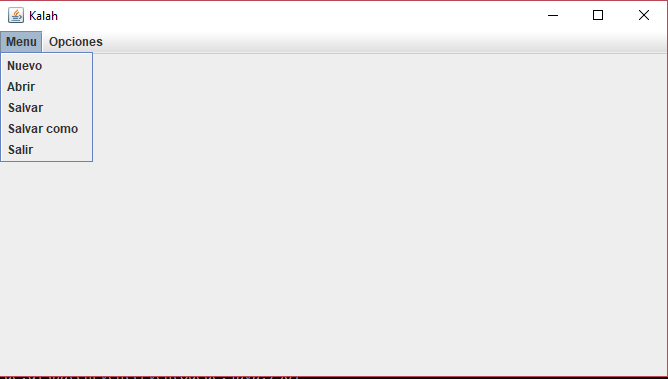 Kalah
Menu Opciones
Nuevo
Abrir
Salvar
Salvar como
Salir